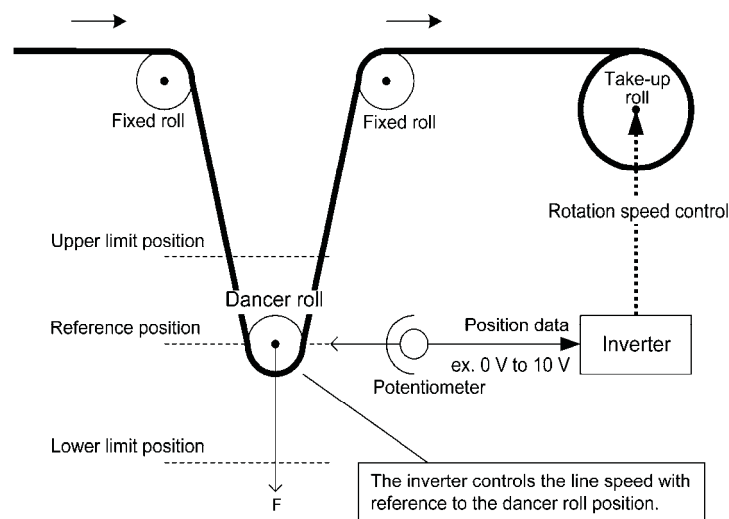 Take-up
roll
Fixed roll
Fixed roll
Rotation speed control
Upper limit position
Dancer roll
Reference position
Position data
Inverter
ex. 0 V to 10 V
Potentiometer
Lower limit position
F
The inverter controls the line speed with
reference to the dancer roll position.